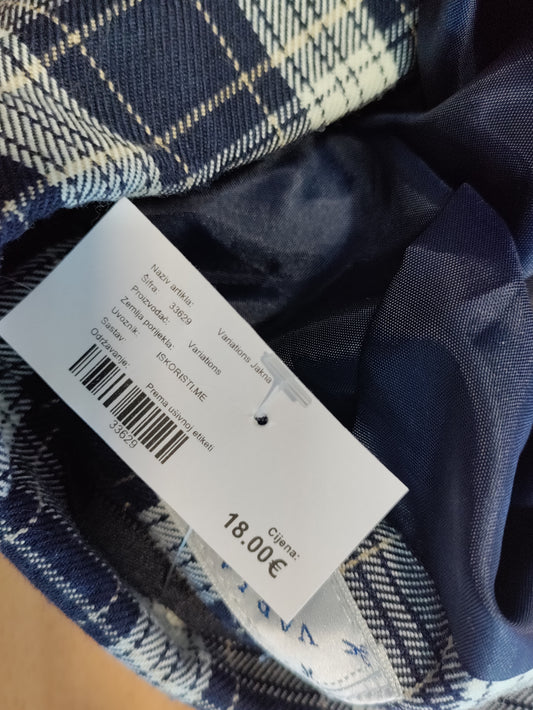 Naziv artikla: Variations Jakna
Šifra: 33629
Proizvođač: Variations
Zemlja porijekla:
Uvoznik: ISKORISTI.ME
Sastav:
Održavanje: Prema ušivnoj etiketi
33629
Cijena:
18.00€